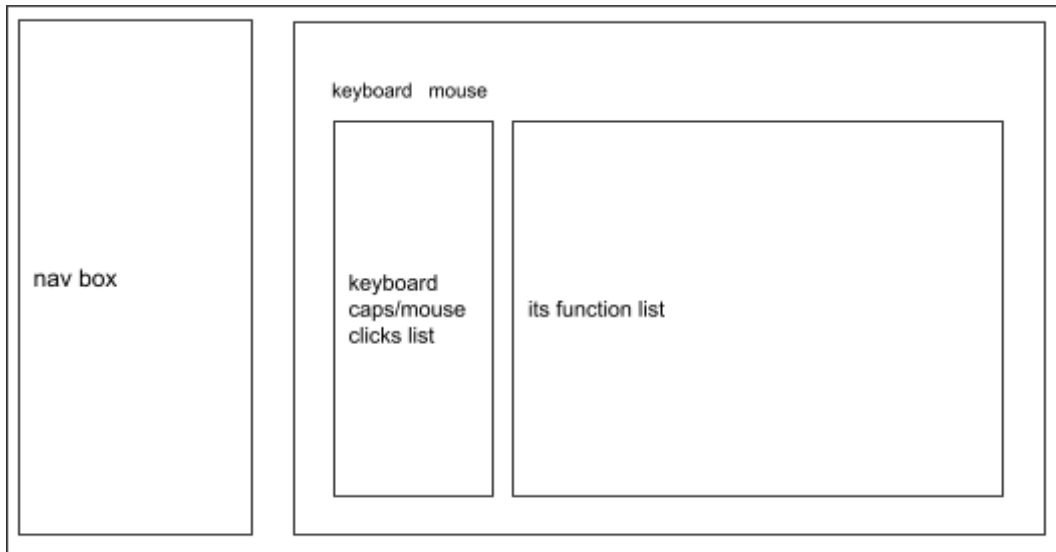 keyboard mouse
nav box
keyboard
caps/mouse
clicks list
its function list